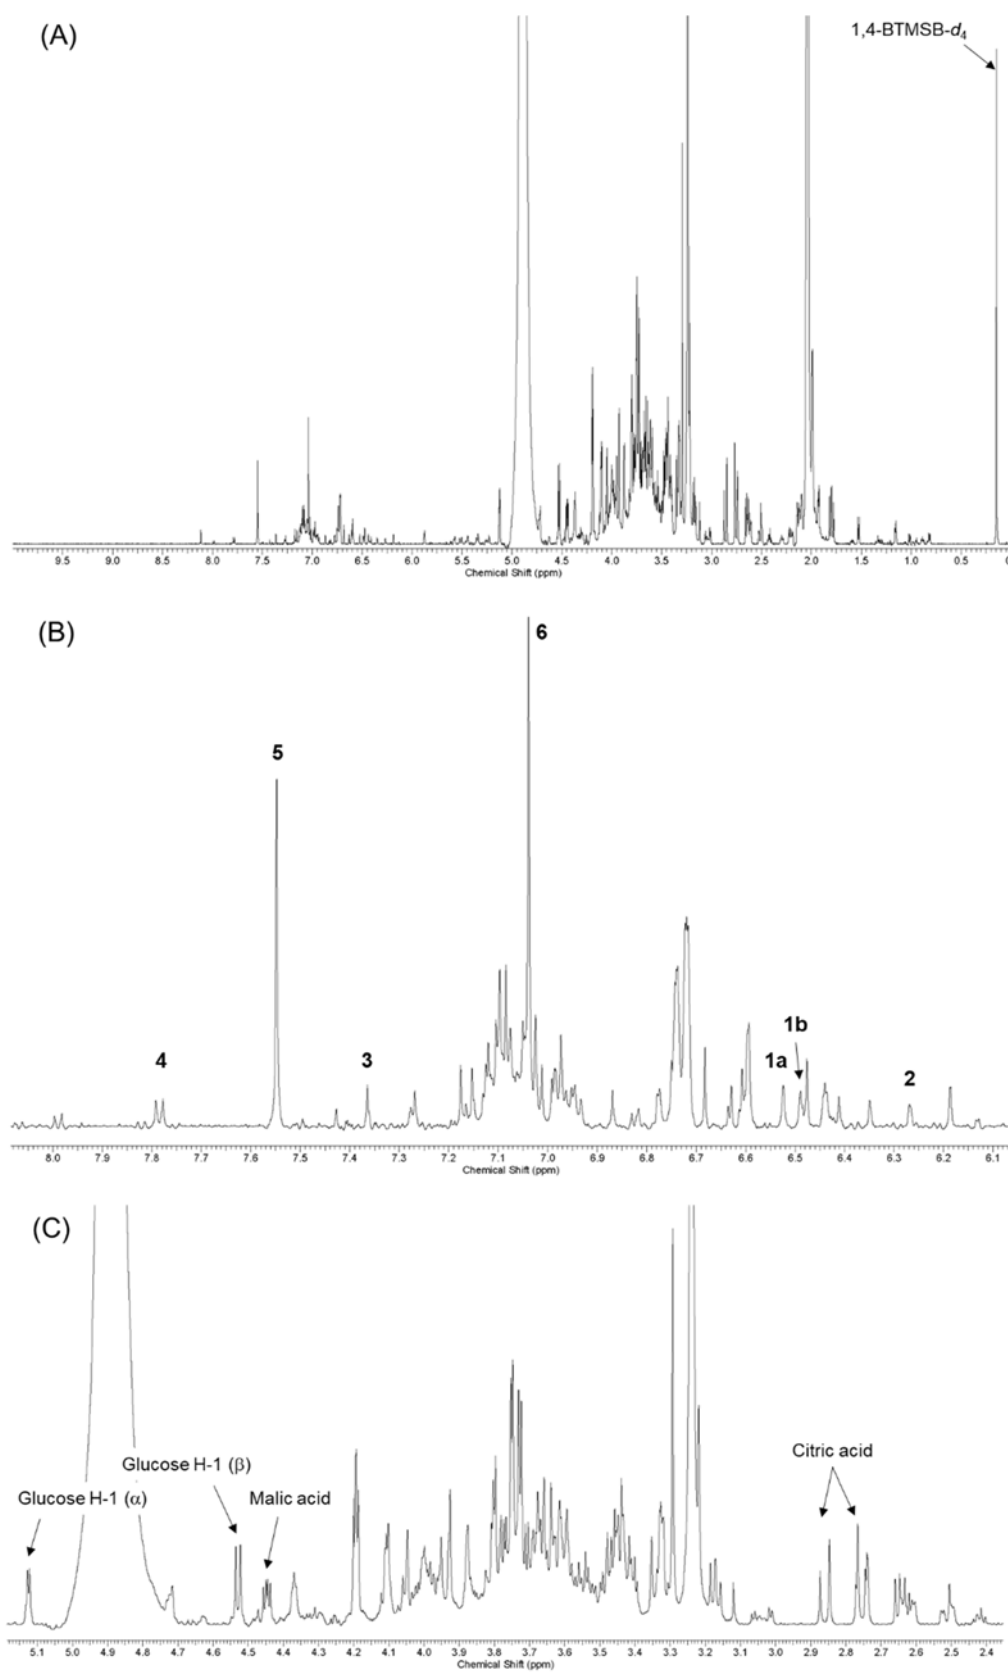 (A)
1,4-BTMSB-d4
9.5 9.0 8.5 8.0 7.5 7.0 6.5 6.0 5.5 5.0 4.5 4.0 3.5 3.0 2.5 2.0 1.5 1.0 0.5 0
Chemical Shift (ppm)
(B)
6
5
1b
4 3 1a 2
8.0 7.9 7.8 7.7 7.6 7.5 7.4 7.3 7.2 7.1 7.0 6.9 6.8 6.7 6.6 6.5 6.4 6.3 6.2 6.1
Chemical Shift (ppm)
(C)
Citric acid
Glucose H-1 (β)
Glucose H-1 (α) Malic acid
5.1 5.0 4.9 4.8 4.7 4.6 4.5 4.4 4.3 4.2 4.1 4.0 3.9 3.8 3.7 3.6 3.5 3.4 3.3 3.2 3.1 3.0 2.9 2.8 2.7 2.6 2.5 2.4
Chemical Shift (ppm)